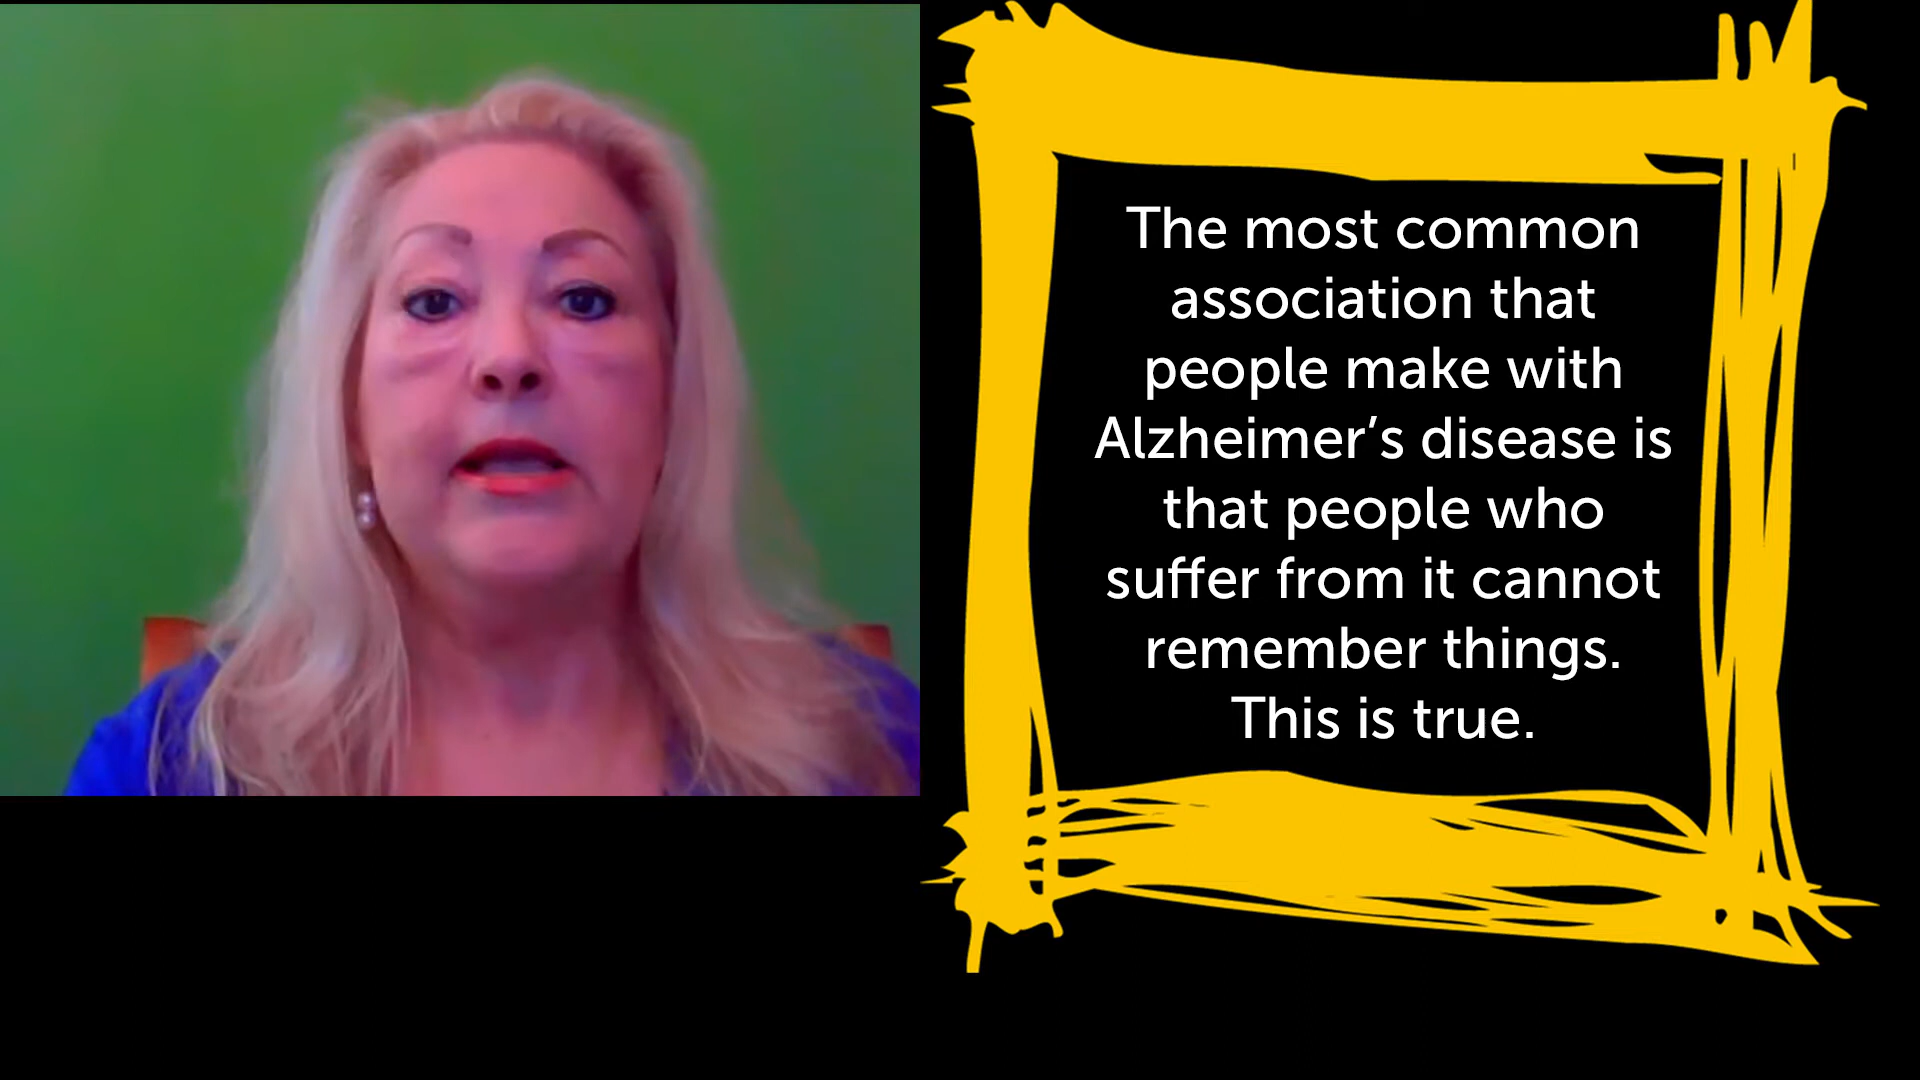 The most common
association that
people make with
Alzheimer’s disease is
that people who
suffer from it cannot
remember things.
This is true.